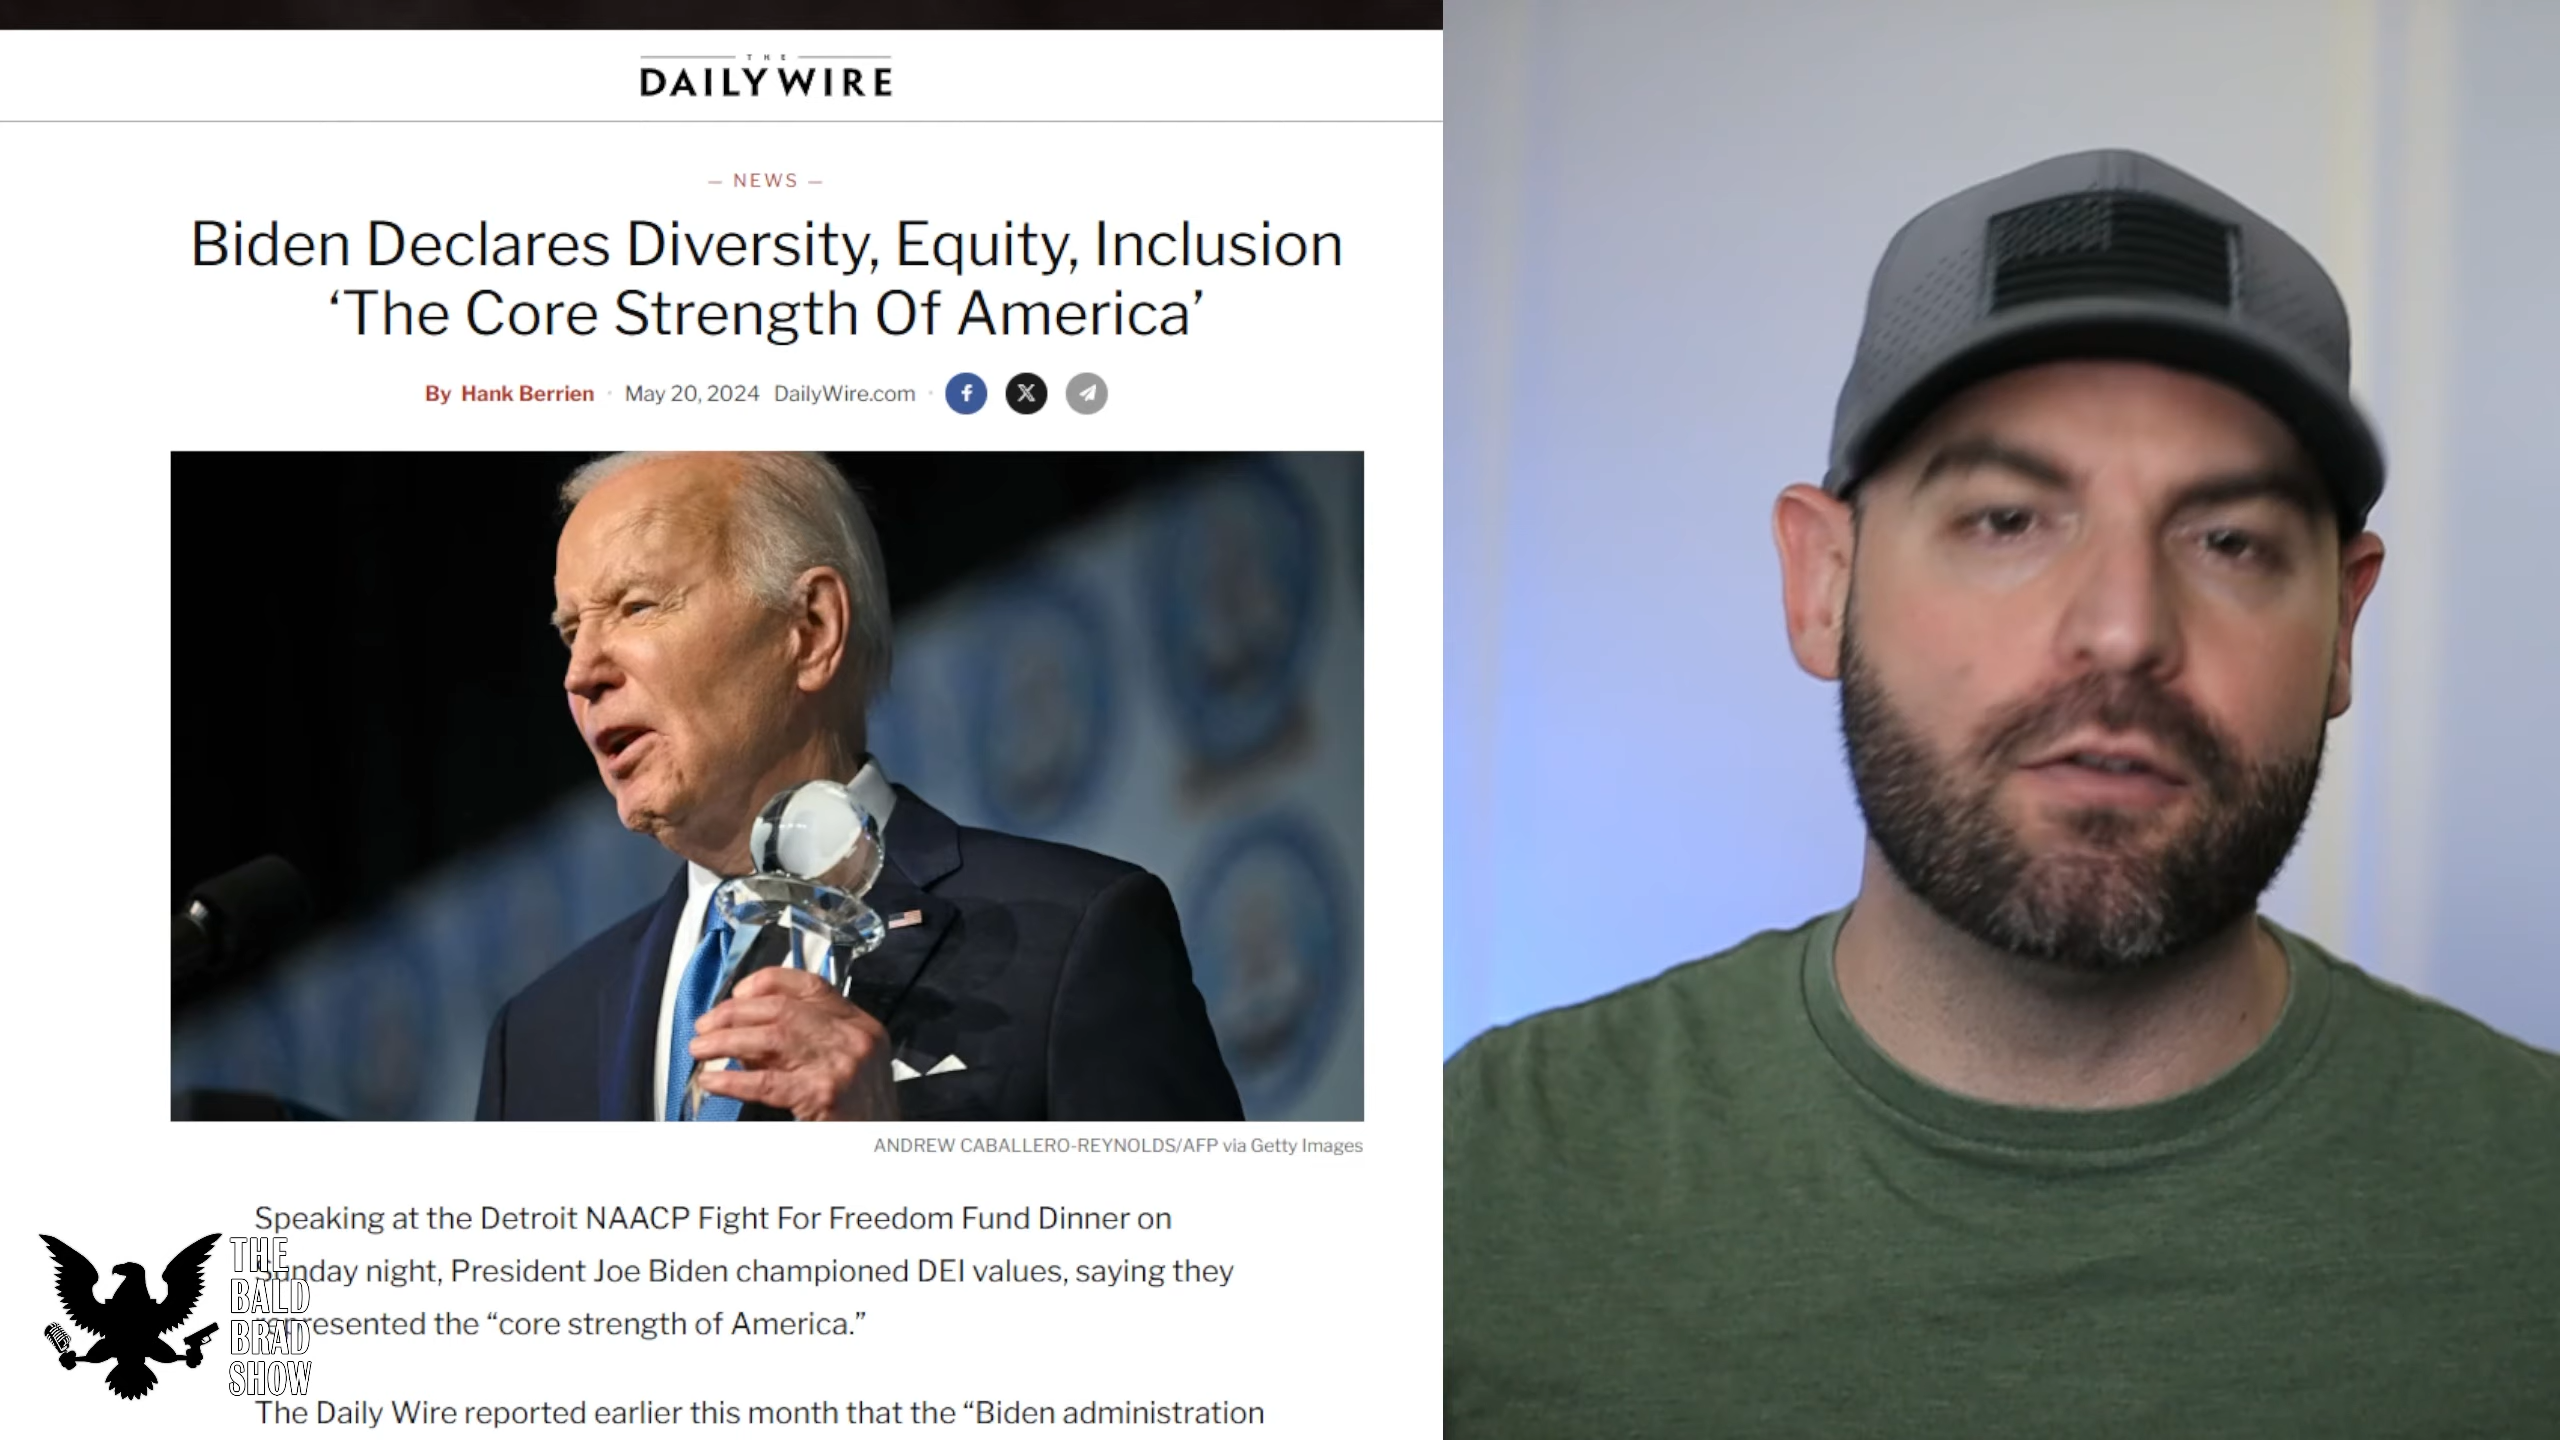 THE
DAILY WIRE
— NEWS —
Biden Declares Diversity, Equity, Inclusion
‘The Core Strength Of America’
By Hank Berrien · May 20, 2024 DailyWire.com ·
ANDREW CABALLERO-REYNOLDS/AFP via Getty Images
Speaking at the Detroit NAACP Fight For Freedom Fund Dinner on
Sunday night, President Joe Biden championed DEI values, saying they
represented the “core strength of America.”
The Daily Wire reported earlier this month that the “Biden administration
THE
BALD
BRAD
SHOW